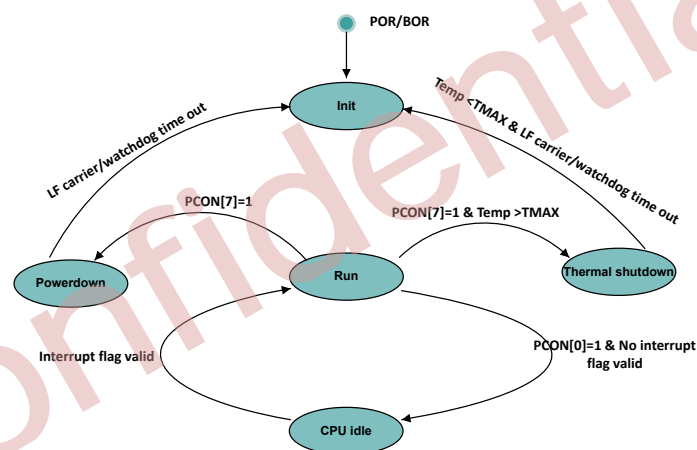 POR/BOR
Init
LF carrier/watchdog time out
Temp <TMAX & LF carrier/watchdog time out
PCON[7]=1
PCON[7]=1 & Temp >TMAX
Powerdown
Run
Thermal shutdown
Interrupt flag valid
PCON[0]=1 & No interrupt
flag valid
CPU idle
onfidentia